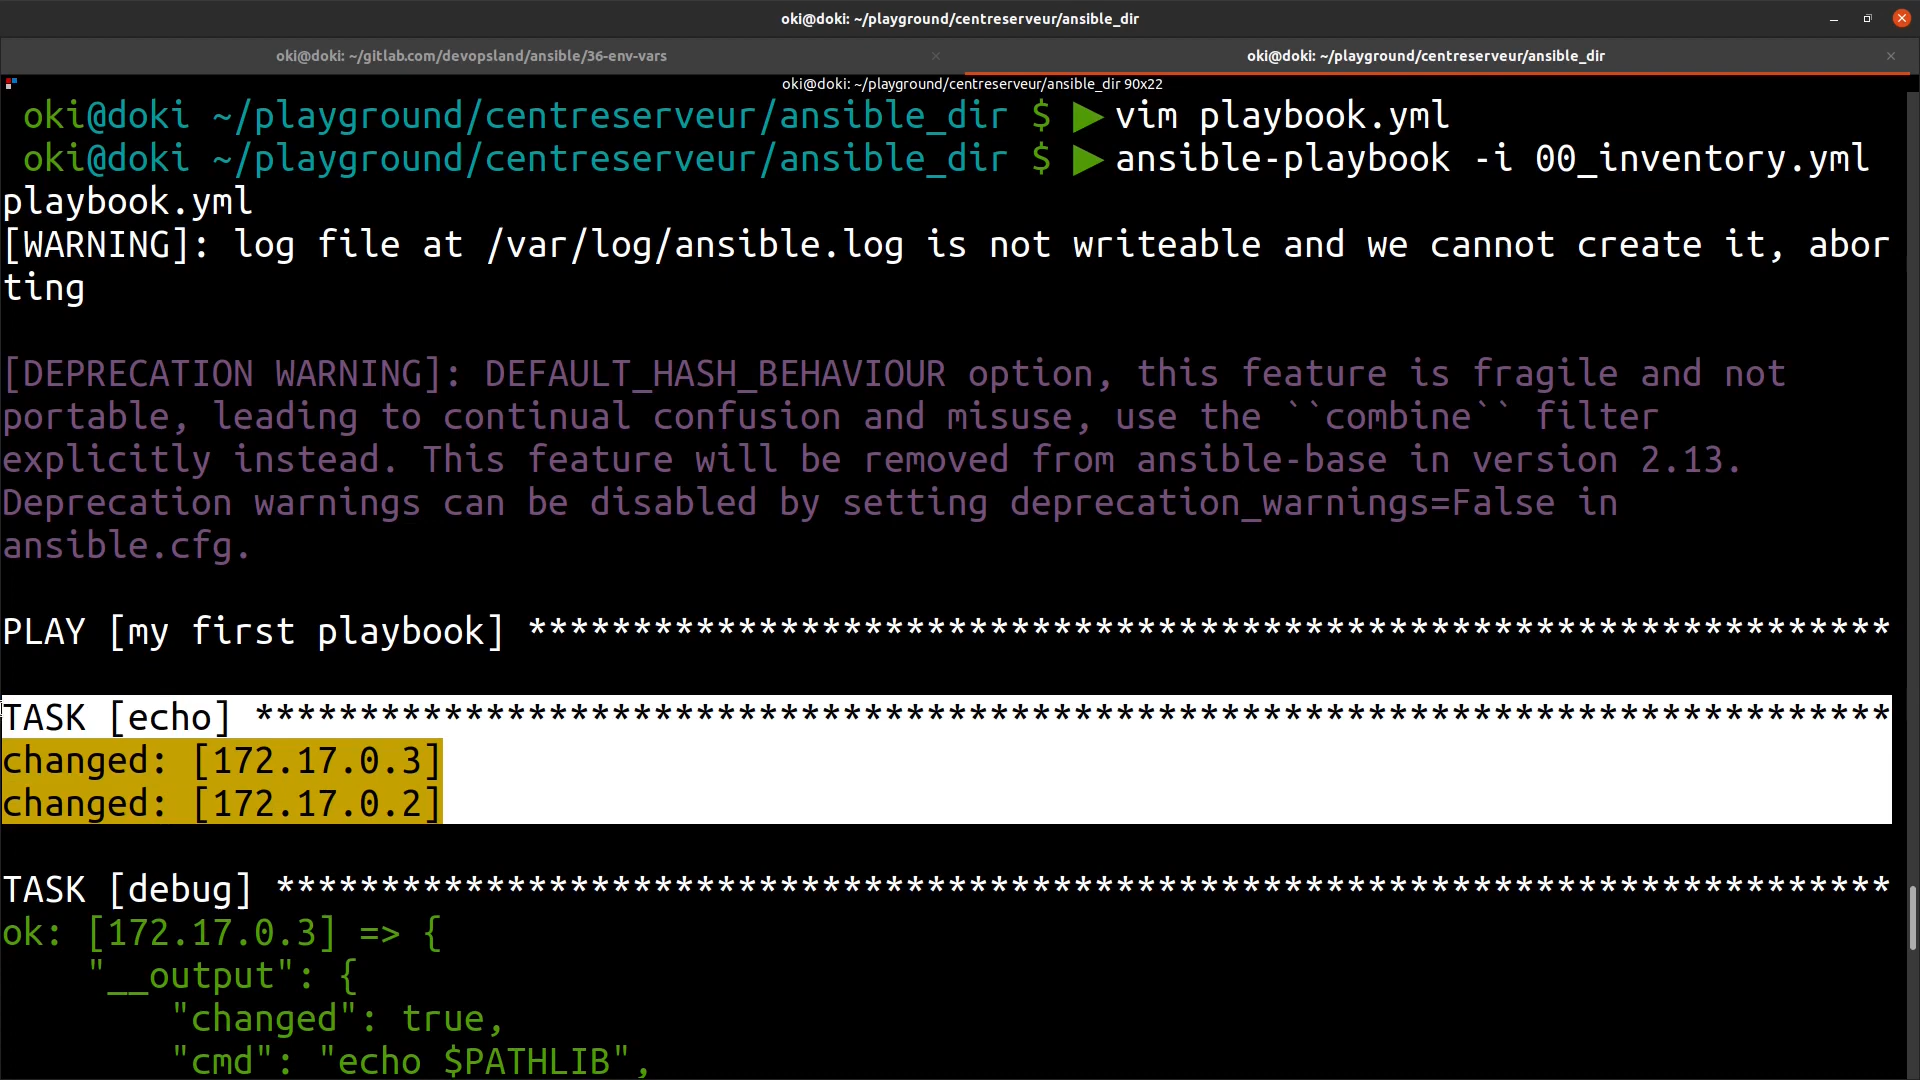 oki@doki: ~/playground/centreserveur/ansible_dir
oki@doki: ~/gitlab.com/devopsland/ansible/36-env-vars
oki@doki: ~/playground/centreserveur/ansible_dir
oki@doki: ~/playground/centreserveur/ansible_dir 90x22
oki@doki ~/playground/centreserveur/ansible_dir $ ▶ vim playbook.yml
oki@doki ~/playground/centreserveur/ansible_dir $ ▶ ansible-playbook -i 00_inventory.yml
playbook.yml
[WARNING]: log file at /var/log/ansible.log is not writeable and we cannot create it, abor
ting
[DEPRECATION WARNING]: DEFAULT_HASH_BEHAVIOUR option, this feature is fragile and not
portable, leading to continual confusion and misuse, use the ``combine`` filter
explicitly instead. This feature will be removed from ansible-base in version 2.13.
Deprecation warnings can be disabled by setting deprecation_warnings=False in
ansible.cfg.
PLAY [my first playbook] *****************************************************************
TASK [echo] ******************************************************************************
changed: [172.17.0.3]
changed: [172.17.0.2]
TASK [debug] *****************************************************************************
ok: [172.17.0.3] => {
    "__output": {
        "changed": true,
        "cmd": "echo $PATHLIB",